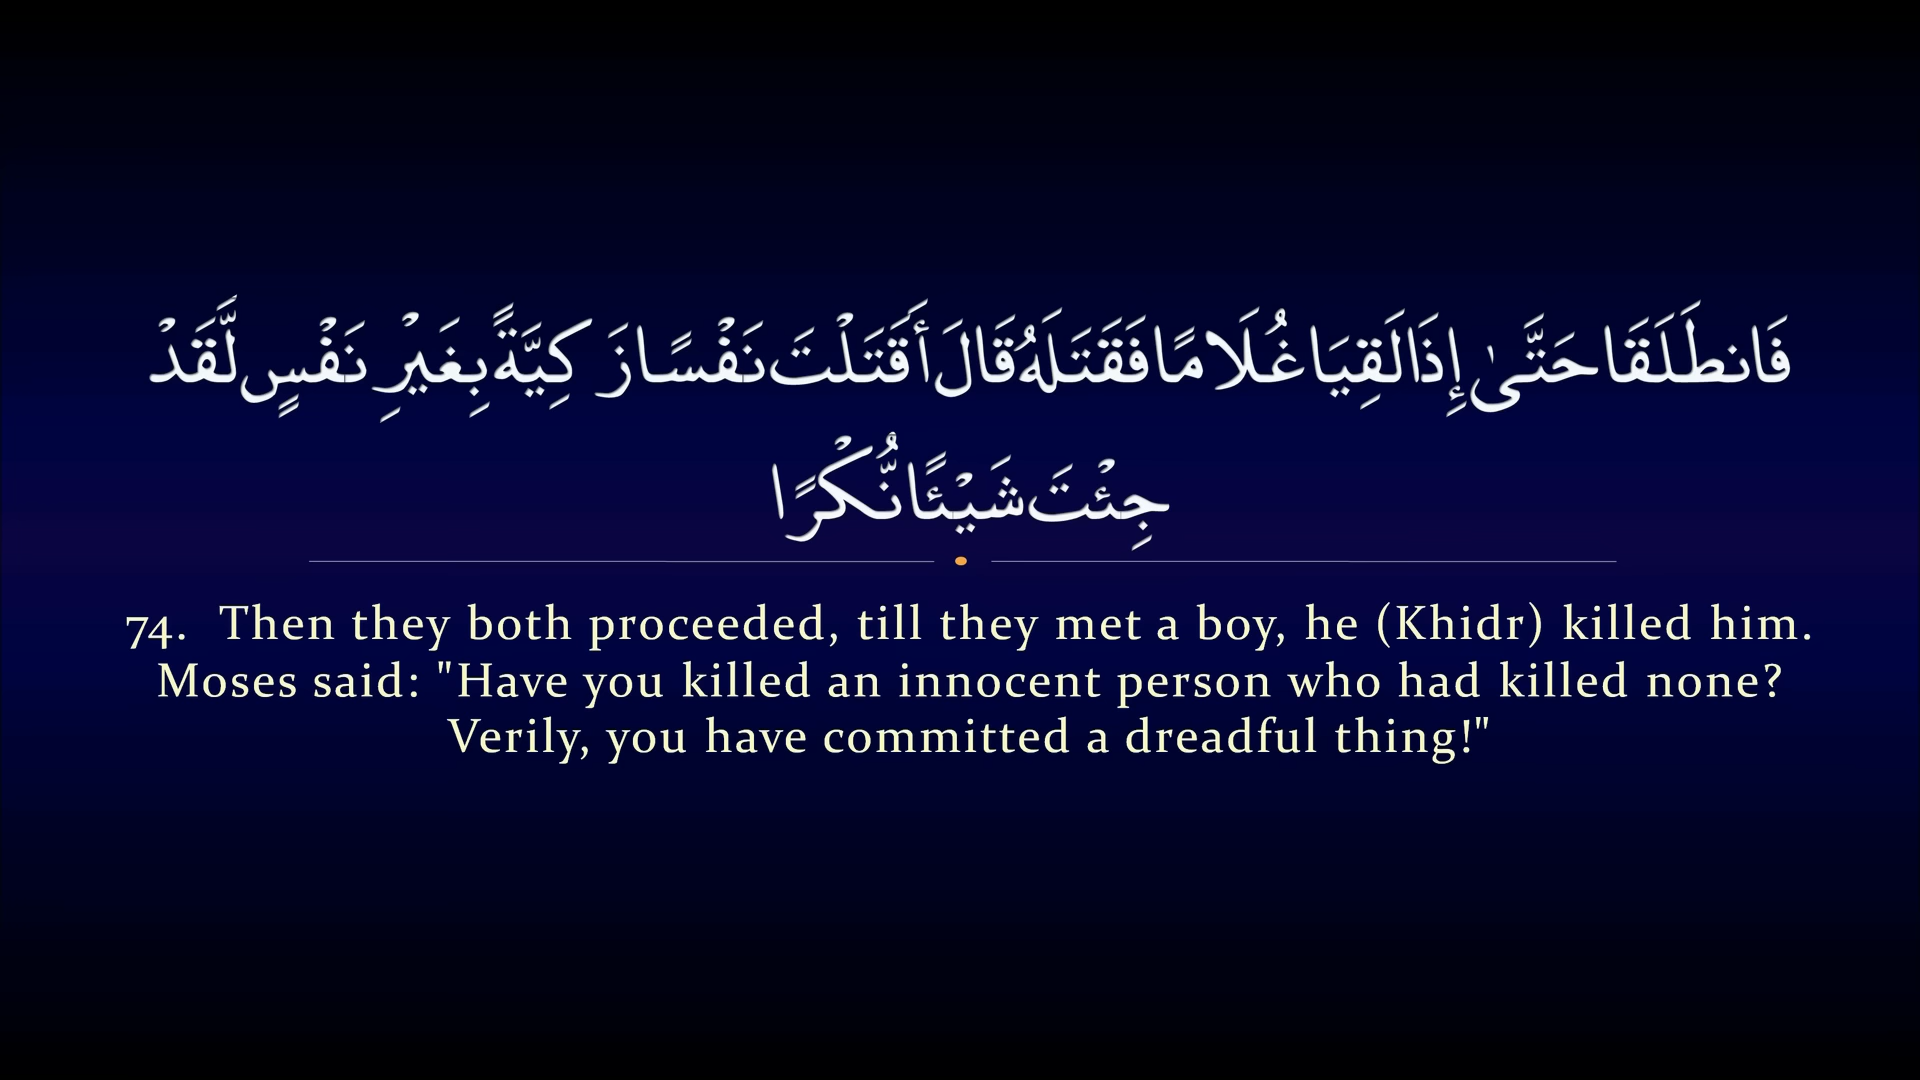 فَانطَلَقَا حَتَّىٰ إِذَا لَقِيَا غُلَامًا فَقَتَلَهُ قَالَ أَقَتَلْتَ نَفْسًا زَكِيَّةً بِغَيْرِ نَفْسٍ لَّقَدْ
جِئْتَ شَيْئًا نُّكْرًا
74. Then they both proceeded, till they met a boy, he (Khidr) killed him.
Moses said: "Have you killed an innocent person who had killed none?
Verily, you have committed a dreadful thing!"